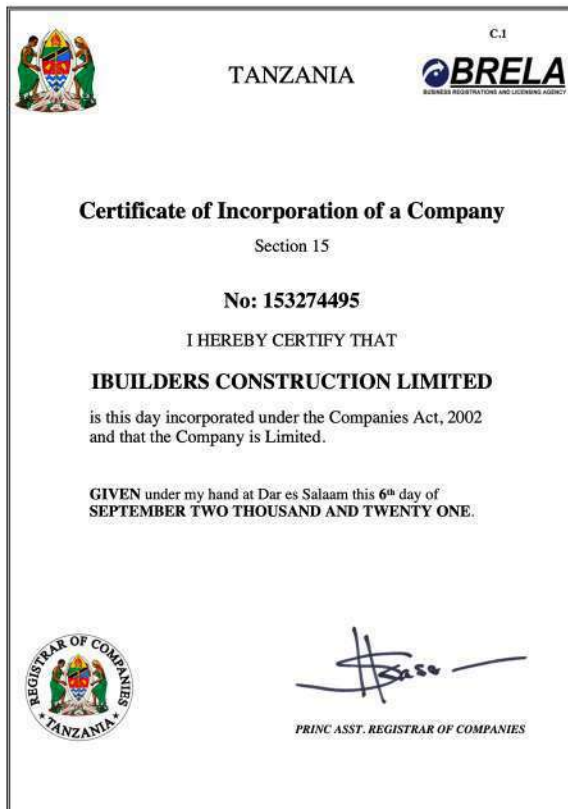 C.1
TANZANIA
BRELA
BUSINESS REGISTRATIONS AND LICENSING AGENCY
Certificate of Incorporation of a Company
Section 15
No: 153274495
I HEREBY CERTIFY THAT
IBUILDERS CONSTRUCTION LIMITED
is this day incorporated under the Companies Act, 2002
and that the Company is Limited.
GIVEN under my hand at Dar es Salaam this 6th day of
SEPTEMBER TWO THOUSAND AND TWENTY ONE.
REGISTRAR OF COMPANIES
* TANZANIA *
PRINC ASST. REGISTRAR OF COMPANIES